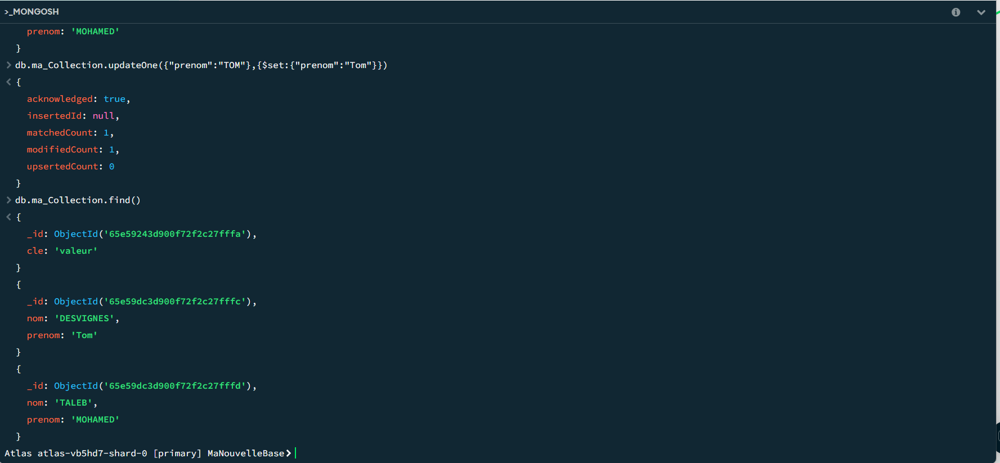 >_MONGOSH
prenom: 'MOHAMED'
}
> db.ma_Collection.updateOne({"prenom":"TOM"},{$set:{"prenom":"Tom"}})
< {
acknowledged: true,
insertedId: null,
matchedCount: 1,
modifiedCount: 1,
upsertedCount: 0
}
> db.ma_Collection.find()
< {
_id: ObjectId('65e59243d900f72f2c27fffa'),
cle: 'valeur'
}
{
_id: ObjectId('65e59dc3d900f72f2c27fffc'),
nom: 'DESVIGNES',
prenom: 'Tom'
}
{
_id: ObjectId('65e59dc3d900f72f2c27fffd'),
nom: 'TALEB',
prenom: 'MOHAMED'
}
Atlas atlas-vb5hd7-shard-0 [primary] MaNouvelleBase>